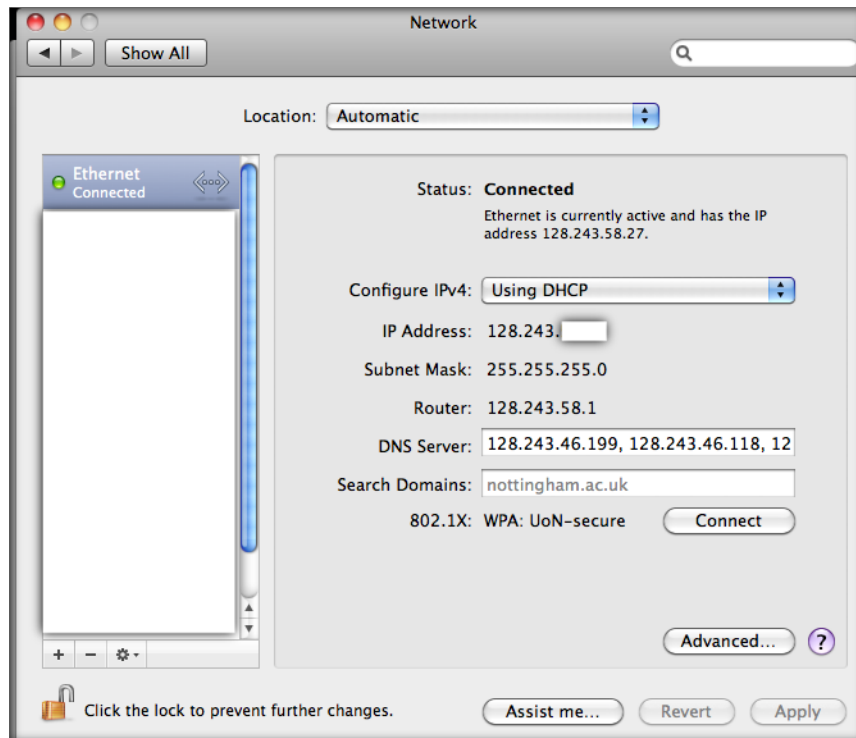 Network
Show All
Location: Automatic
Ethernet
Connected
Status: Connected
Ethernet is currently active and has the IP
address 128.243.58.27.
Configure IPv4: Using DHCP
IP Address: 128.243.
Subnet Mask: 255.255.255.0
Router: 128.243.58.1
DNS Server: 128.243.46.199, 128.243.46.118, 12
Search Domains: nottingham.ac.uk
802.1X: WPA: UoN-secure Connect
Advanced... ?
Click the lock to prevent further changes.
Assist me... Revert Apply